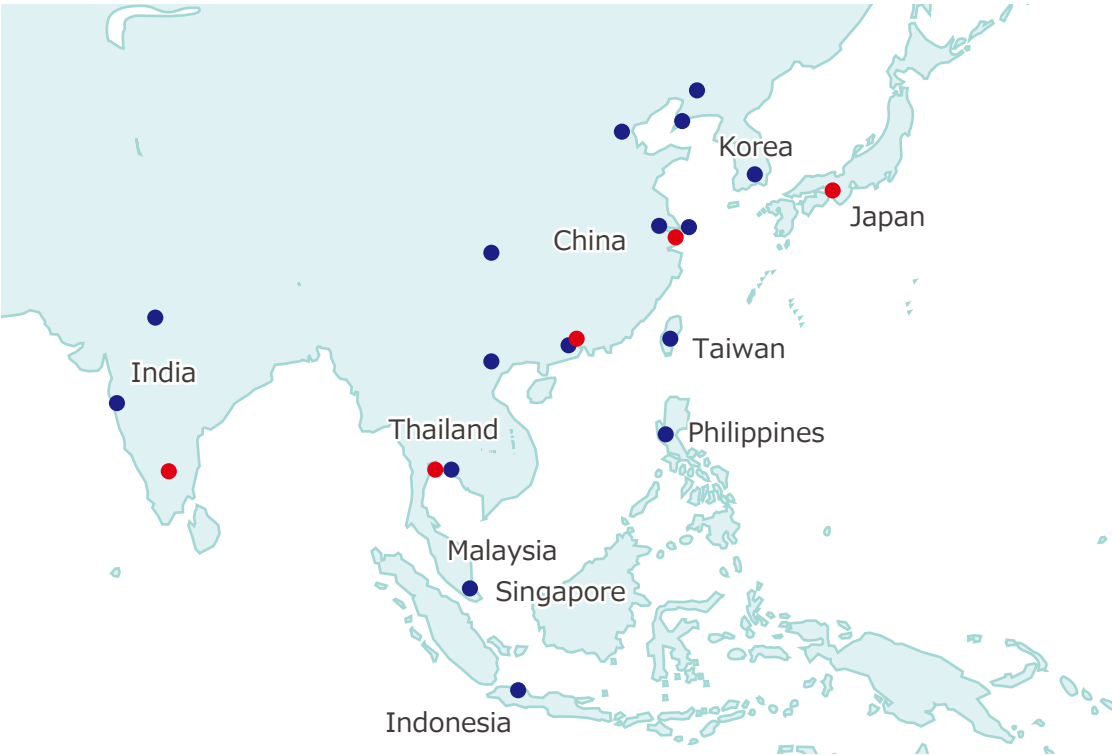 Korea
Japan
China
Taiwan
India
Thailand
Philippines
Malaysia
Singapore
Indonesia